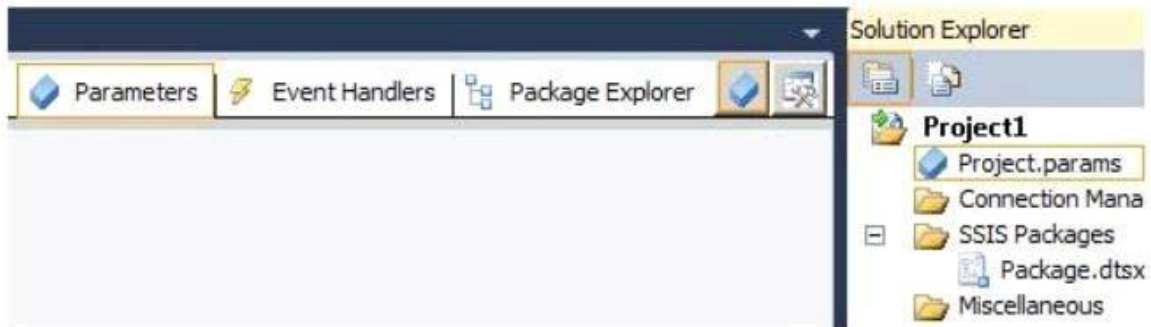 Solution Explorer
Parameters Event Handlers Package Explorer
Project1
Project.params
Connection Mana
SSIS Packages
Package.dtsx
Miscellaneous